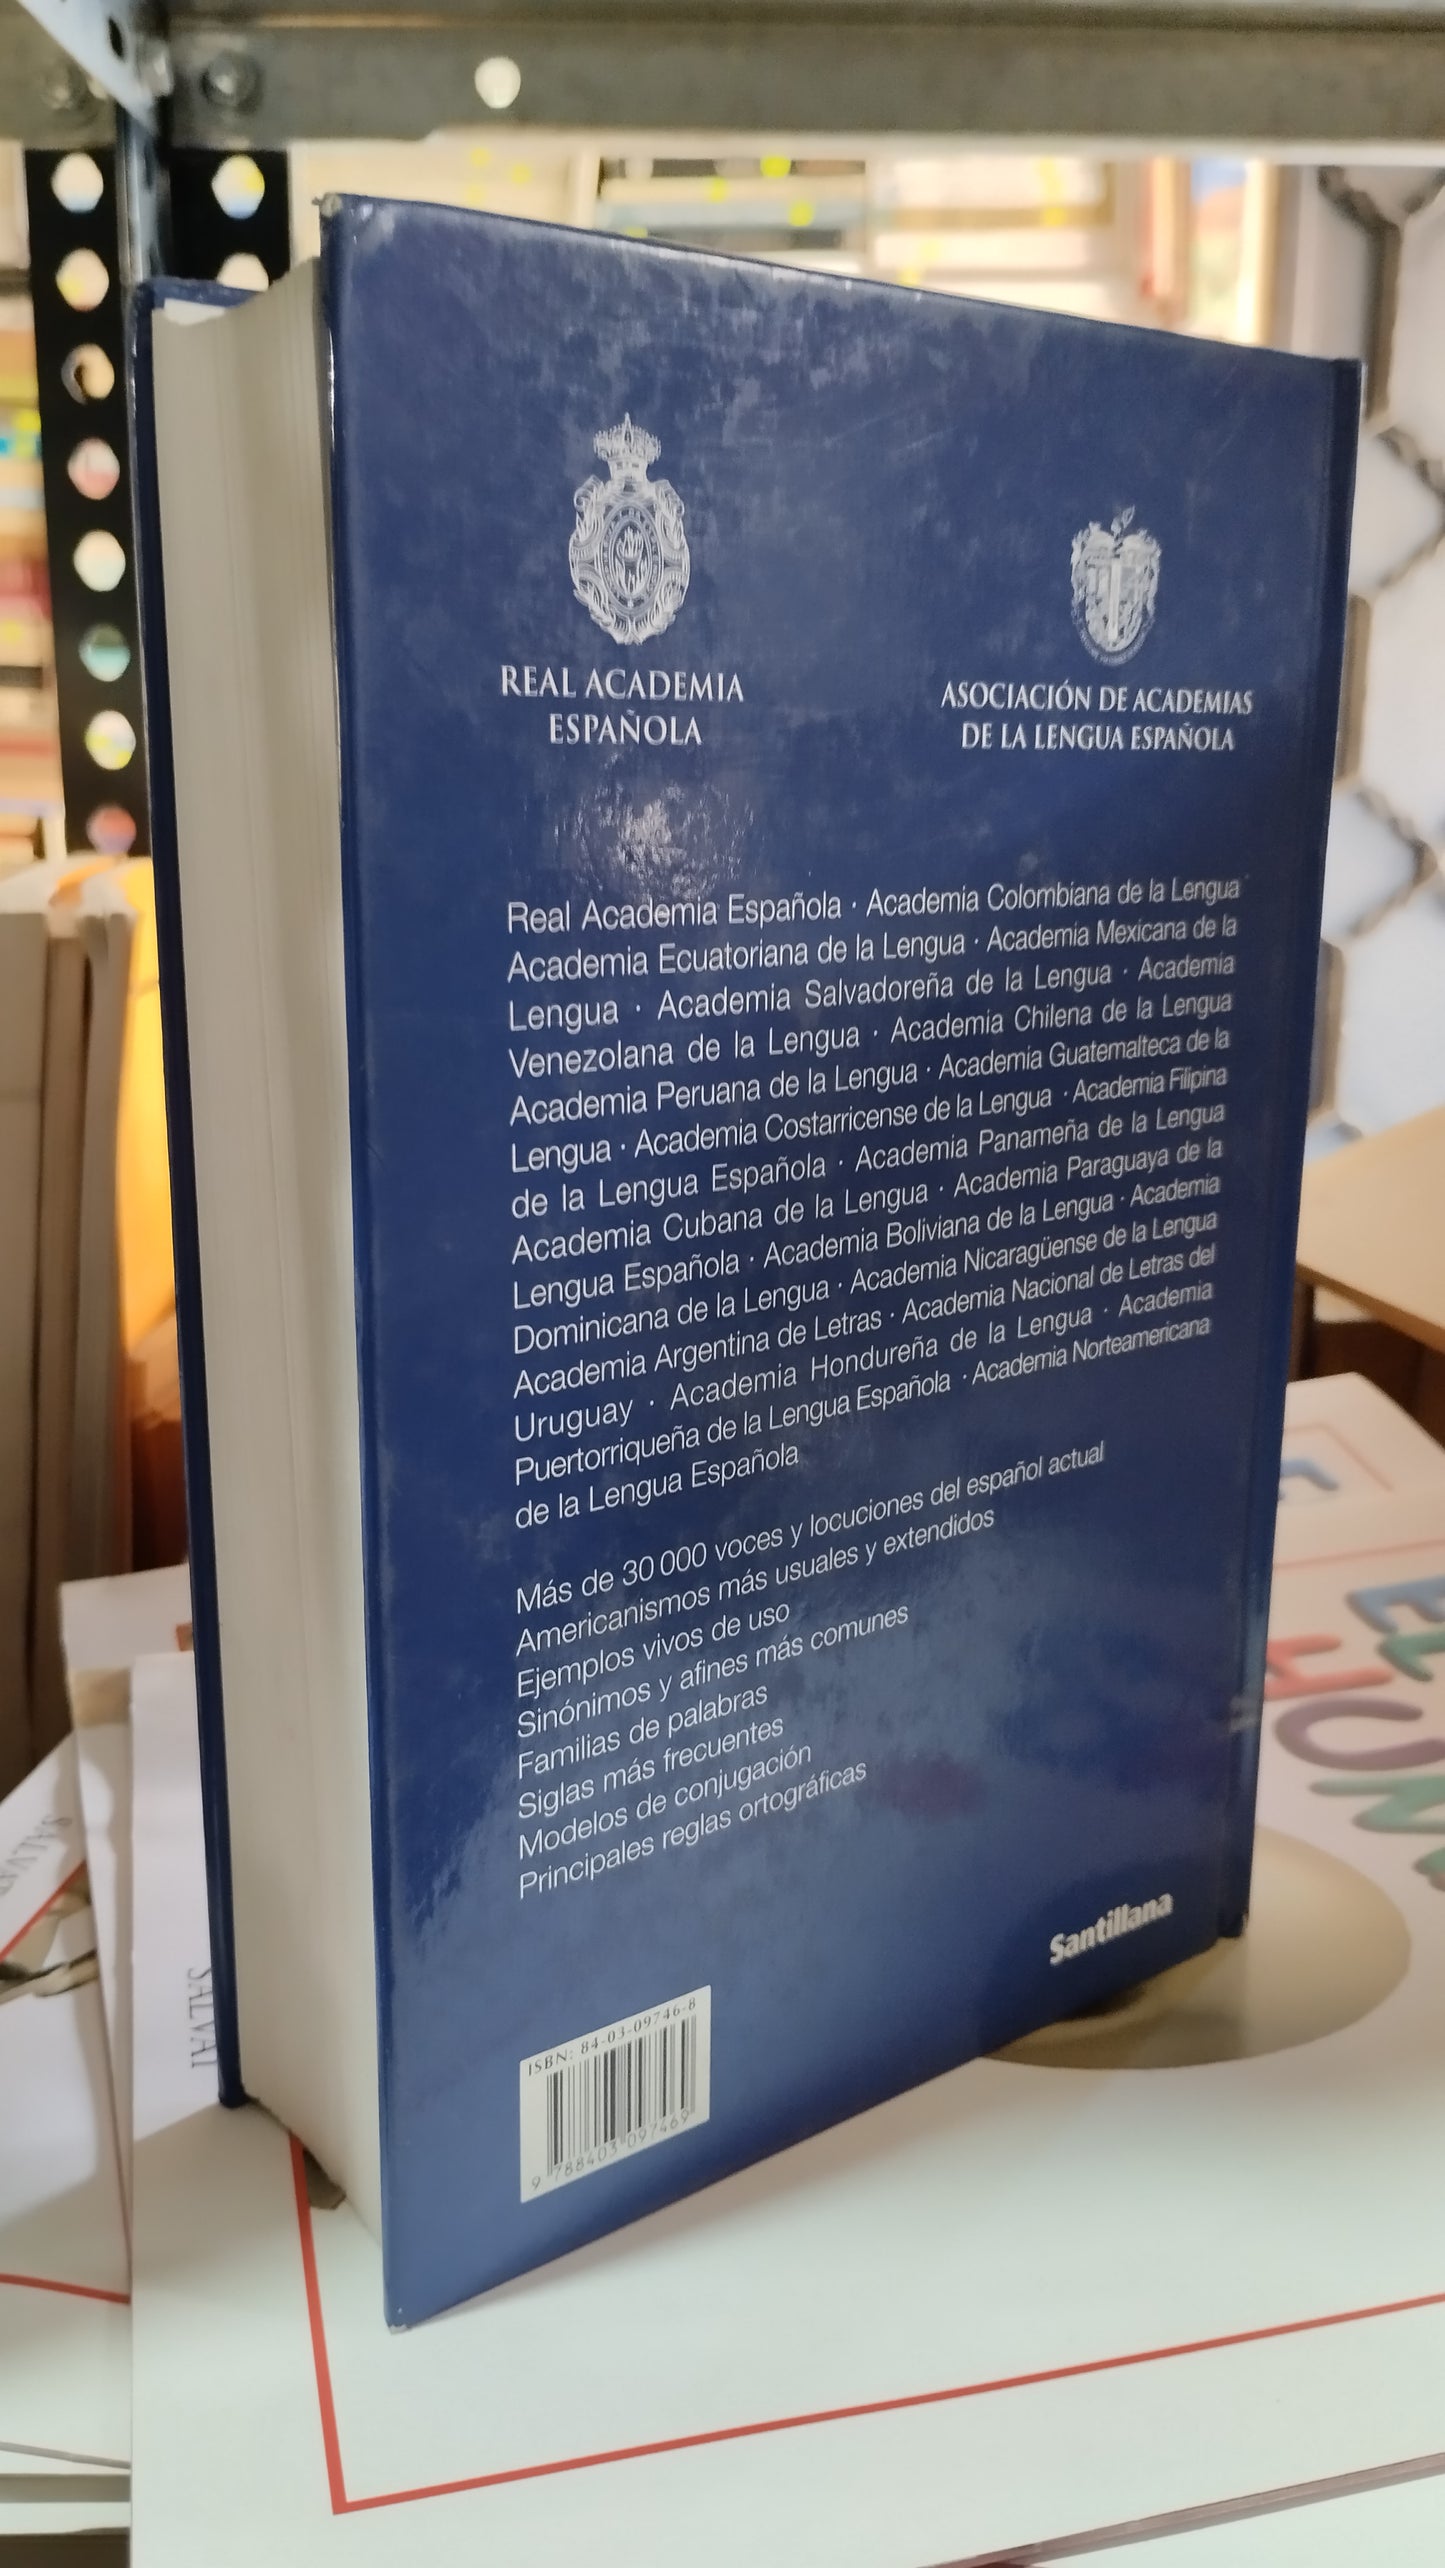 REAL ACADEMIA
ESPAÑOLA
ASOCIACIÓN DE ACADEMIAS
DE LA LENGUA ESPAÑOLA
Real Academia Española · Academia Colombiana de la Lengua
Academia Ecuatoriana de la Lengua · Academia Mexicana de la
Lengua · Academia Salvadoreña de la Lengua · Academia
Venezolana de la Lengua · Academia Chilena de la Lengua
Academia Peruana de la Lengua · Academia Guatemalteca de la
Lengua · Academia Costarricense de la Lengua · Academia Filipina
de la Lengua Española · Academia Panameña de la Lengua
Academia Cubana de la Lengua · Academia Paraguaya de la
Lengua Española · Academia Boliviana de la Lengua · Academia
Dominicana de la Lengua · Academia Nicaragüense de la Lengua
Academia Argentina de Letras · Academia Nacional de Letras del
Uruguay · Academia Hondureña de la Lengua · Academia
Puertorriqueña de la Lengua Española · Academia Norteamericana
de la Lengua Española
Más de 30 000 voces y locuciones del español actual
Americanismos más usuales y extendidos
Ejemplos vivos de uso
Sinónimos y afines más comunes
Familias de palabras
Siglas más frecuentes
Modelos de conjugación
Principales reglas ortográficas
Santillana
ISBN: 84-03-09746-8
9 788403 097469
SALVAT
SALVAT